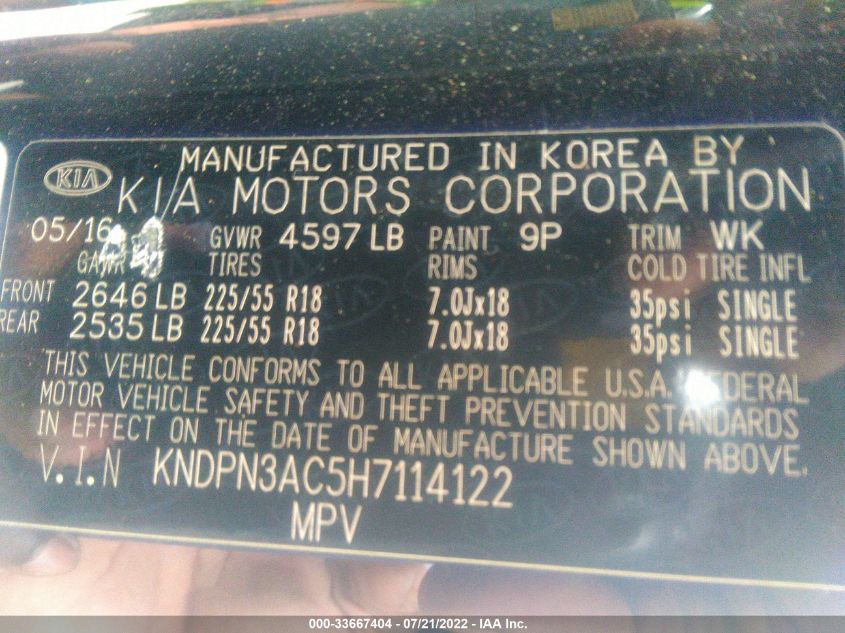 MANUFACTURED IN KOREA BY
KIA KIA MOTORS CORPORATION
05/16 GVWR 4597 LB PAINT 9P TRIM WK
GAWR TIRES RIMS COLD TIRE INFL
FRONT 2646 LB 225/55 R18 7.0Jx18 35psi SINGLE
REAR 2535 LB 225/55 R18 7.0Jx18 35psi SINGLE
THIS VEHICLE CONFORMS TO ALL APPLICABLE U.S.A. FEDERAL
MOTOR VEHICLE SAFETY AND THEFT PREVENTION STANDARDS
IN EFFECT ON THE DATE OF MANUFACTURE SHOWN ABOVE.
V.I.N KNDPN3AC5H7114122
MPV
000-33667404 - 07/21/2022 - IAA Inc.